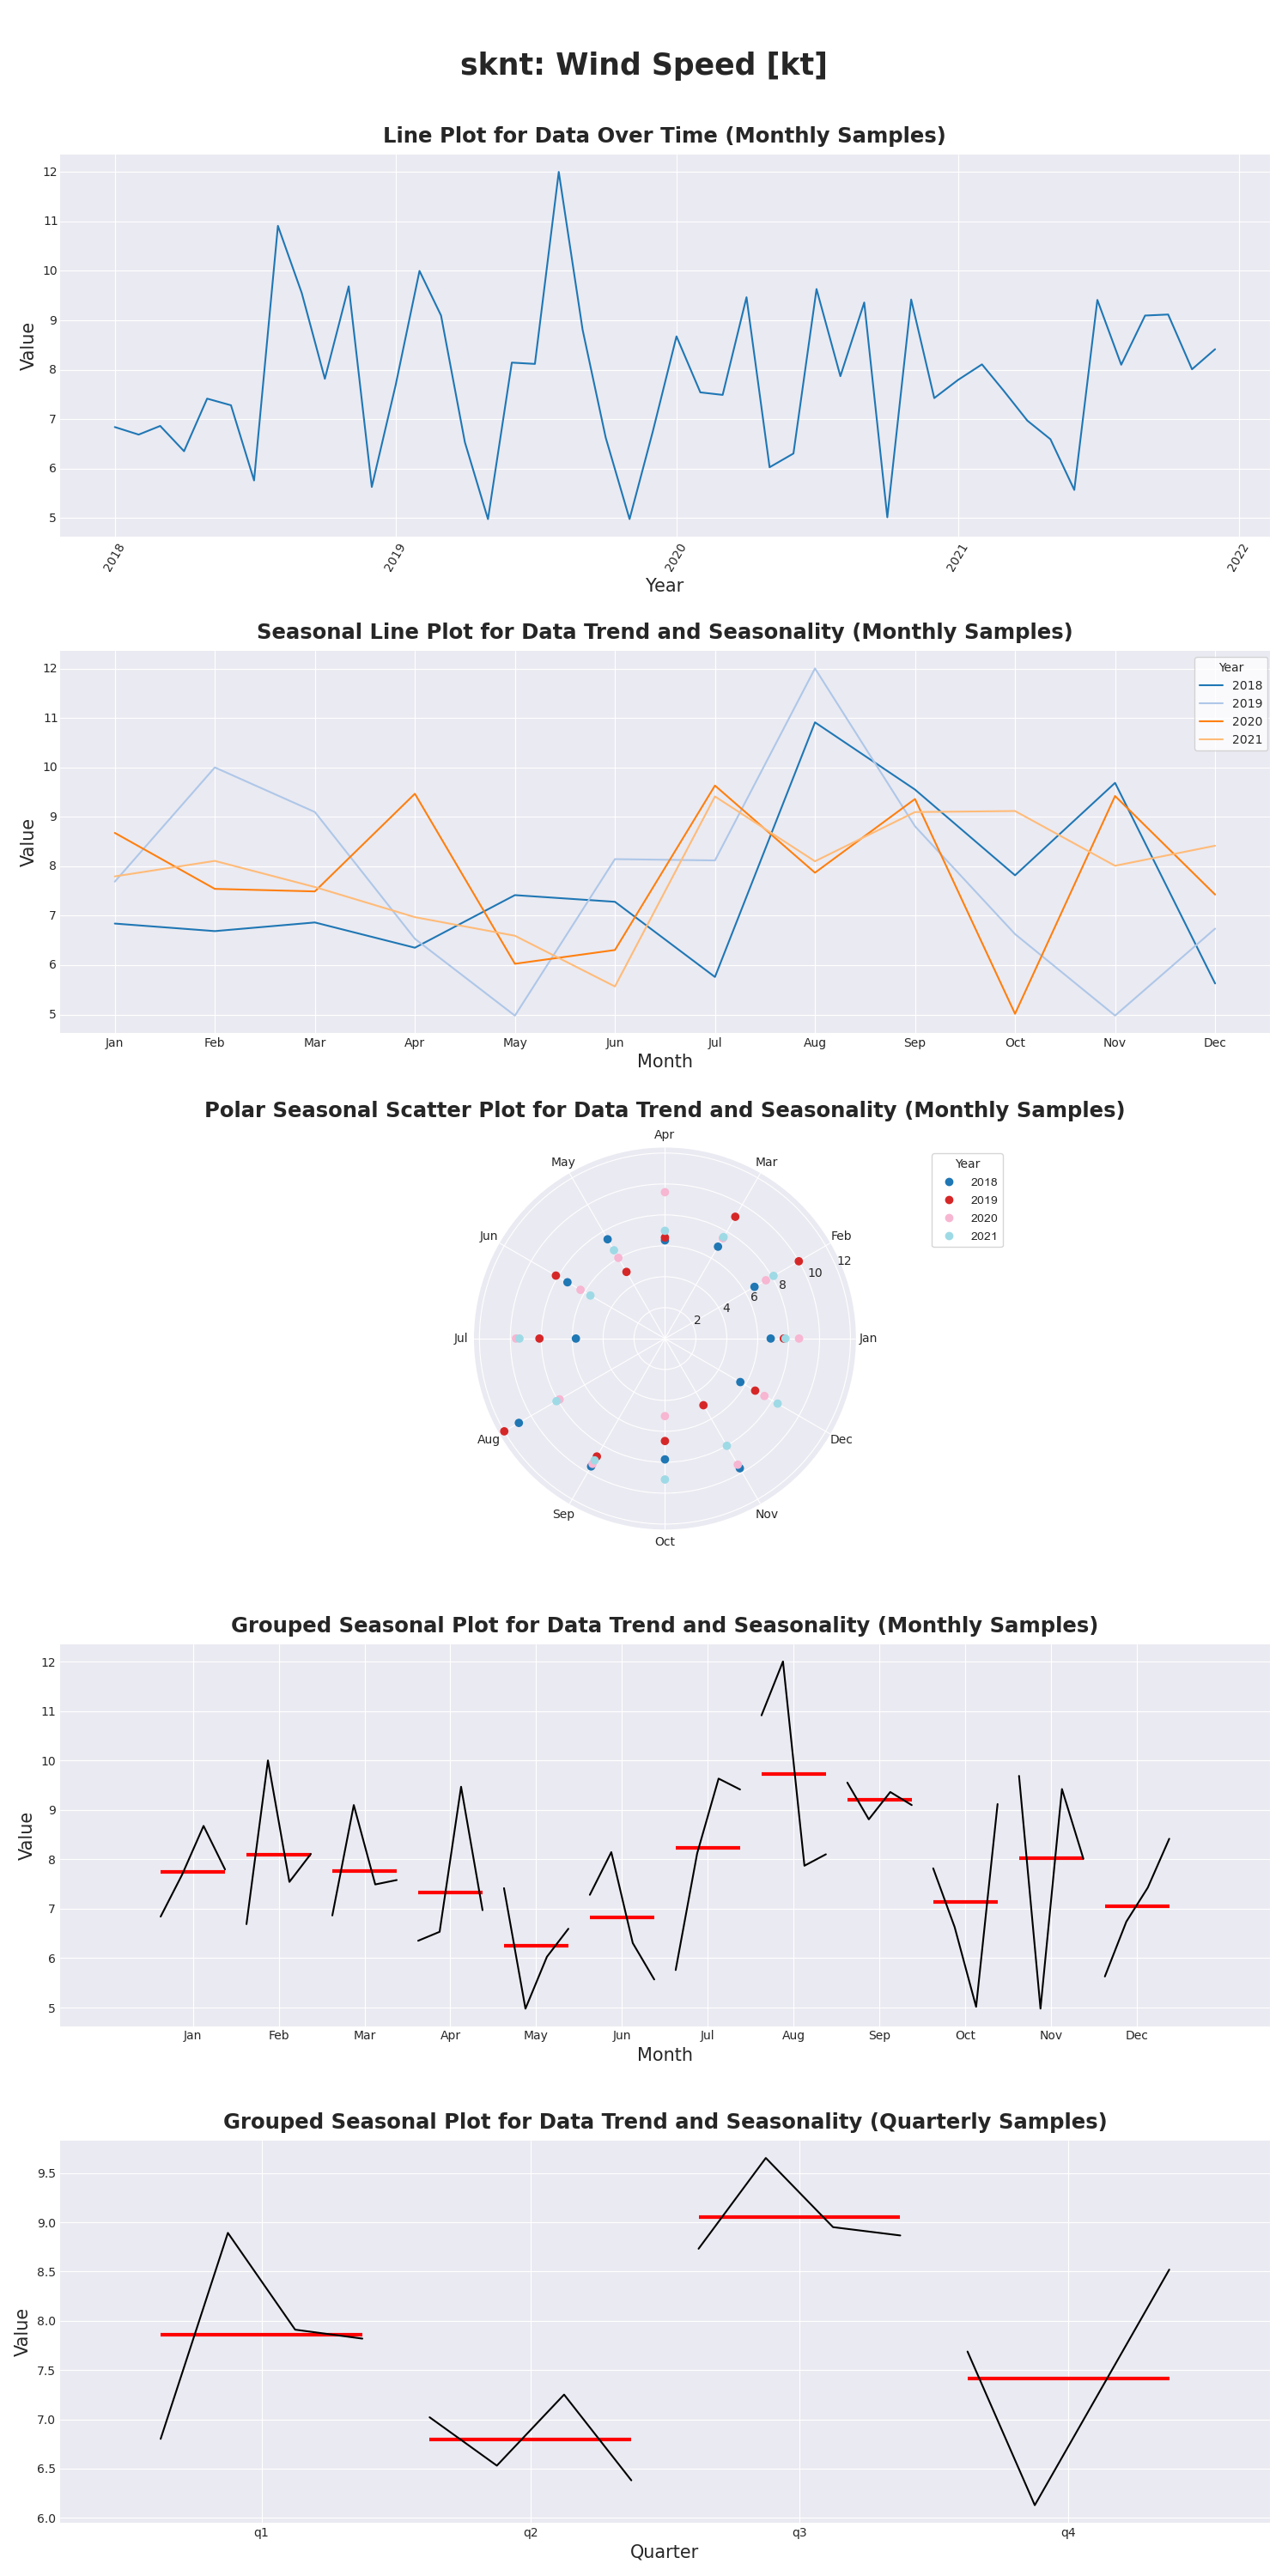 sknt: Wind Speed [kt]
Line Plot for Data Over Time (Monthly Samples)
12
11
10
9
8
7
6
5
Value
2018
2019
2020
2021
2022
Year
Seasonal Line Plot for Data Trend and Seasonality (Monthly Samples)
12
11
10
9
8
7
6
5
Value
Year
2018
2019
2020
2021
Jan
Feb
Mar
Apr
May
Jun
Jul
Aug
Sep
Oct
Nov
Dec
Month
Polar Seasonal Scatter Plot for Data Trend and Seasonality (Monthly Samples)
Apr
May
Mar
Jun
Feb
12
10
8
6
4
2
Jul
Jan
Aug
Dec
Sep
Nov
Oct
Year
2018
2019
2020
2021
Grouped Seasonal Plot for Data Trend and Seasonality (Monthly Samples)
12
11
10
9
8
7
6
5
Value
Jan
Feb
Mar
Apr
May
Jun
Jul
Aug
Sep
Oct
Nov
Dec
Month
Grouped Seasonal Plot for Data Trend and Seasonality (Quarterly Samples)
9.5
9.0
8.5
8.0
7.5
7.0
6.5
6.0
Value
q1
q2
q3
q4
Quarter